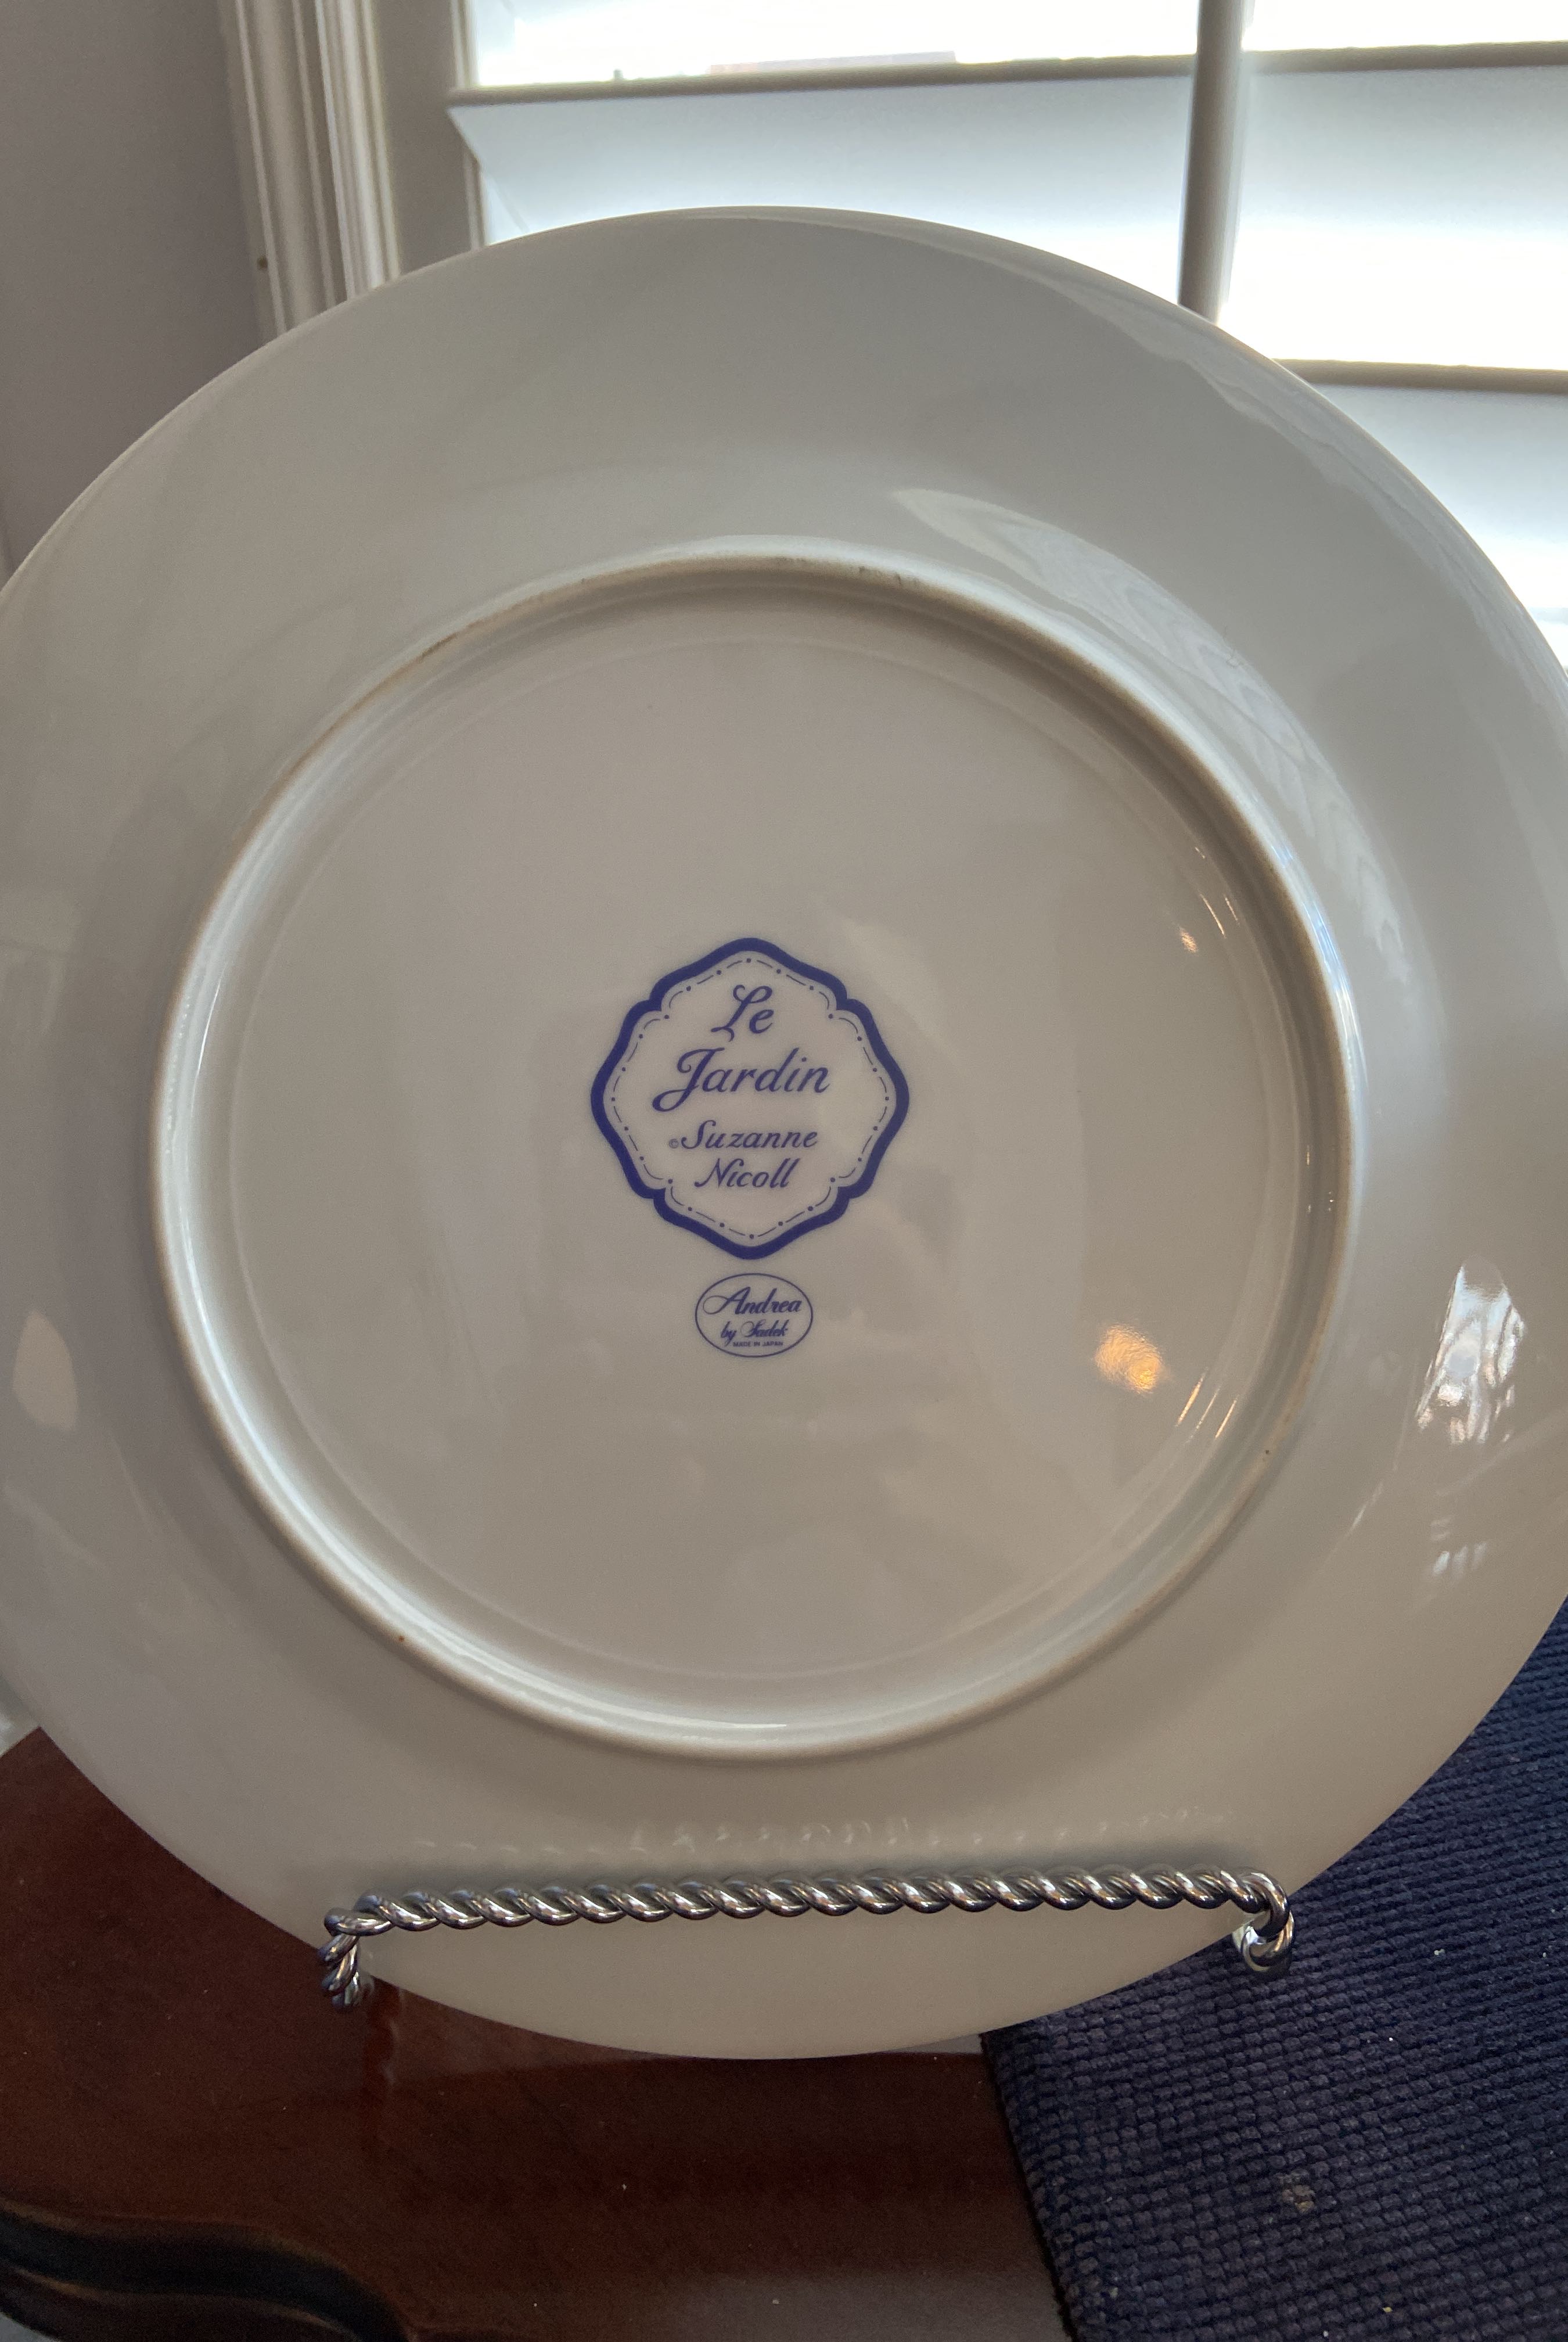 Le
Jardin
©Suzanne
Nicoll
Andrea
by Sadek
MADE IN JAPAN